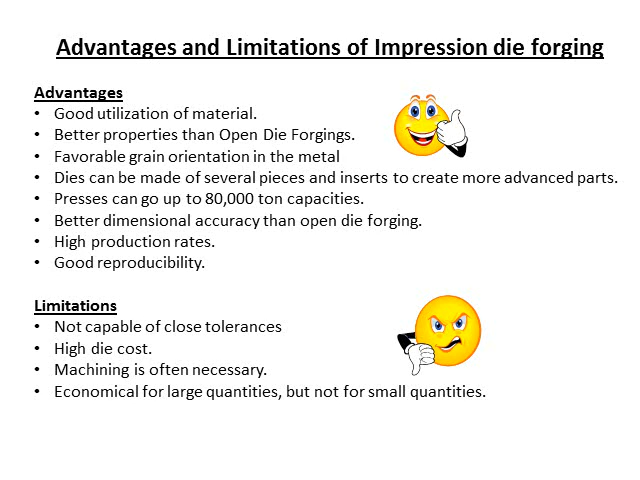 Advantages and Limitations of Impression die forging
Advantages
• Good utilization of material.
• Better properties than Open Die Forgings.
• Favorable grain orientation in the metal
• Dies can be made of several pieces and inserts to create more advanced parts.
• Presses can go up to 80,000 ton capacities.
• Better dimensional accuracy than open die forging.
• High production rates.
• Good reproducibility.
Limitations
• Not capable of close tolerances
• High die cost.
• Machining is often necessary.
• Economical for large quantities, but not for small quantities.